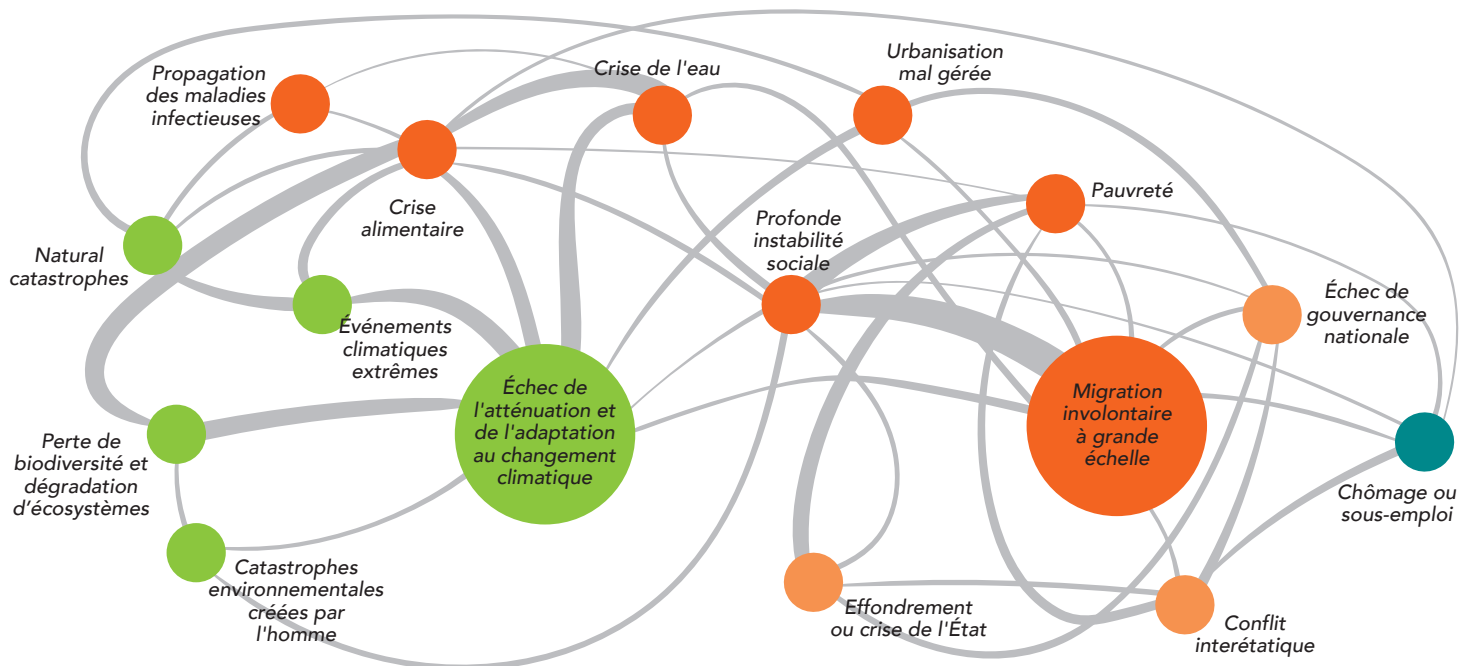 Propagation
des maladies
infectieuses
Crise de l'eau
Urbanisation
mal gérée
Crise
alimentaire
Pauvreté
Profonde
instabilité
sociale
Natural
catastrophes
Événements
climatiques
extrêmes
Échec de
gouvernance
nationale
Échec de
l'atténuation et
de l'adaptation
au changement
climatique
Migration
involontaire
à grande
échelle
Perte de
biodiversité et
dégradation
d’écosystèmes
Chômage ou
sous-emploi
Catastrophes
environnementales
créées par
l'homme
Effondrement
ou crise de l'État
Conflit
interétatique